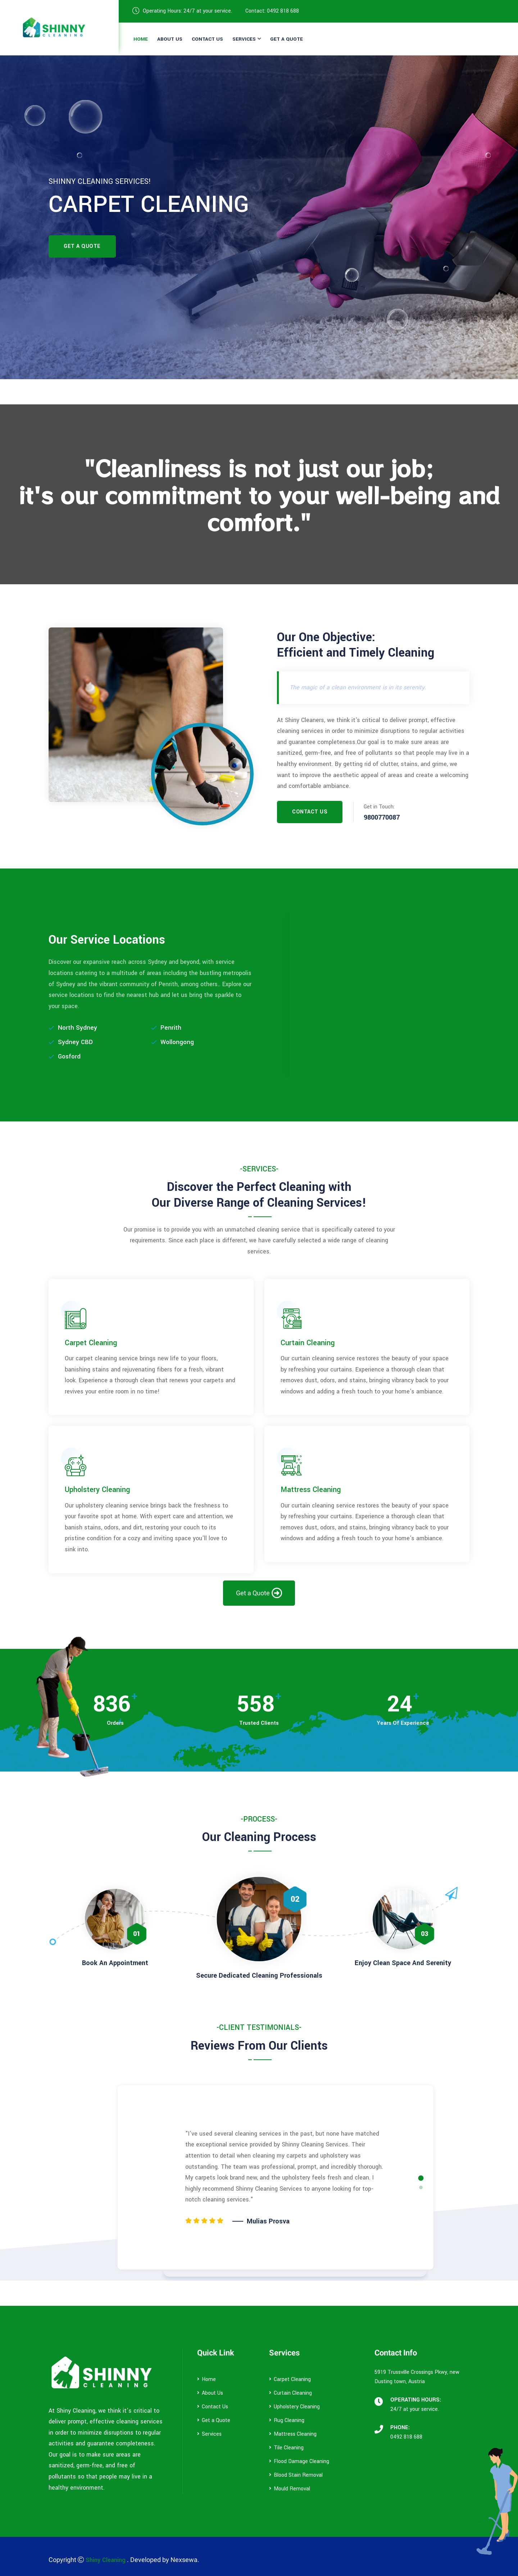 SHINNY
CLEANING
Operating Hours: 24/7 at your service.
Contact: 0492 818 688
HOME
ABOUT US
CONTACT US
SERVICES
GET A QUOTE
SHINNY CLEANING SERVICES!
CARPET CLEANING
GET A QUOTE
"Cleanliness is not just our job;
it's our commitment to your well-being and
comfort."
Our One Objective:
Efficient and Timely Cleaning
The magic of a clean environment is in its serenity.
At Shiny Cleaners, we think it's critical to deliver prompt, effective
cleaning services in order to minimize disruptions to regular activities
and guarantee completeness.Our goal is to make sure areas are
sanitized, germ-free, and free of pollutants so that people may live in a
healthy environment. By getting rid of clutter, stains, and grime, we
want to improve the aesthetic appeal of areas and create a welcoming
and comfortable ambiance.
CONTACT US
Get in Touch:
9800770087
Our Service Locations
Discover our expansive reach across Sydney and beyond, with service
locations catering to a multitude of areas including the bustling metropolis
of Sydney and the vibrant community of Penrith, among others.. Explore our
service locations to find the nearest hub and let us bring the sparkle to
your space.
North Sydney
Penrith
Sydney CBD
Wollongong
Gosford
-SERVICES-
Discover the Perfect Cleaning with
Our Diverse Range of Cleaning Services!
Our promise is to provide you with an unmatched cleaning service that is specifically catered to your
requirements. Since each place is different, we have carefully selected a wide range of cleaning
services.
Carpet Cleaning
Our carpet cleaning service brings new life to your floors,
banishing stains and rejuvenating fibers for a fresh, vibrant
look. Experience a thorough clean that renews your carpets and
revives your entire room in no time!
Curtain Cleaning
Our curtain cleaning service restores the beauty of your space
by refreshing your curtains. Experience a thorough clean that
removes dust, odors, and stains, bringing vibrancy back to your
windows and adding a fresh touch to your home's ambiance.
Upholstery Cleaning
Our upholstery cleaning service brings back the freshness to
your favorite spot at home. With expert care and attention, we
banish stains, odors, and dirt, restoring your couch to its
pristine condition for a cozy and inviting space you'll love to
sink into.
Mattress Cleaning
Our curtain cleaning service restores the beauty of your space
by refreshing your curtains. Experience a thorough clean that
removes dust, odors, and stains, bringing vibrancy back to your
windows and adding a fresh touch to your home's ambiance.
Get a Quote
836+
Orders
558+
Trusted Clients
24+
Years Of Experience
-PROCESS-
Our Cleaning Process
01
Book An Appointment
02
Secure Dedicated Cleaning Professionals
03
Enjoy Clean Space And Serenity
-CLIENT TESTIMONIALS-
Reviews From Our Clients
"I've used several cleaning services in the past, but none have matched
the exceptional service provided by Shinny Cleaning Services. Their
attention to detail when cleaning my carpets and upholstery was
outstanding. The team was professional, prompt, and incredibly thorough.
My carpets look brand new, and the upholstery feels fresh and clean. I
highly recommend Shinny Cleaning Services to anyone looking for top-
notch cleaning services."
Mulias Prosva
SHINNY
CLEANING
At Shiny Cleaning, we think it's critical to
deliver prompt, effective cleaning services
in order to minimize disruptions to regular
activities and guarantee completeness.
Our goal is to make sure areas are
sanitized, germ-free, and free of
pollutants so that people may live in a
healthy environment.
Quick Link
Home
About Us
Contact Us
Get a Quote
Services
Services
Carpet Cleaning
Curtain Cleaning
Upholstery Cleaning
Rug Cleaning
Mattress Cleaning
Tile Cleaning
Flood Damage Cleaning
Blood Stain Removal
Mould Removal
Contact Info
5919 Trussville Crossings Pkwy, new
Dusting town, Austria
OPERATING HOURS:
24/7 at your service.
PHONE:
0492 818 688
Copyright © Shiny Cleaning . Developed by Nexsewa.